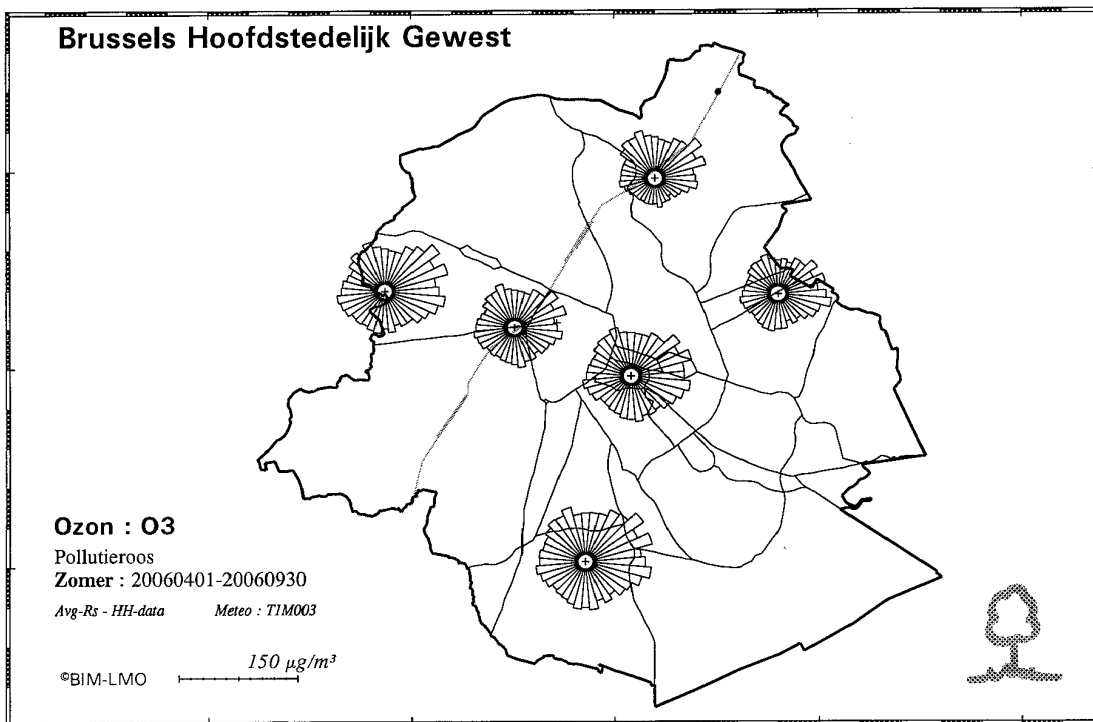 Brussels Hoofdstedelijk Gewest
Ozon : O3
Pollutieroos
Zomer : 20060401-20060930
Avg-Rs - HH-data Meteo : T1M003
150 µg/m³
©BIM-LMO